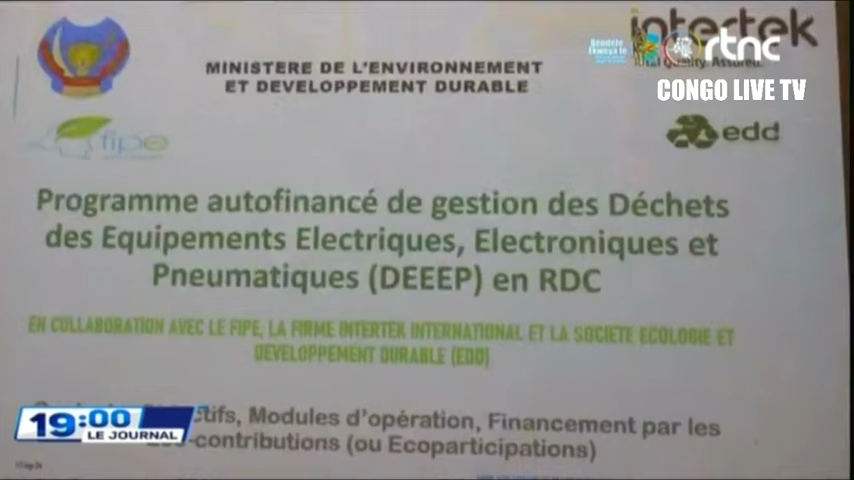 intertek
Total Quality. Assured.
rtnc
CONGO LIVE TV
MINISTERE DE L'ENVIRONNEMENT
ET DEVELOPPEMENT DURABLE
fipe
edd
Programme autofinancé de gestion des Déchets
des Equipements Electriques, Electroniques et
Pneumatiques (DEEEP) en RDC
EN COLLABORATION AVEC LE FIPE, LA FIRME INTERTEK INTERNATIONAL ET LA SOCIETE ECOLOGIE ET
DEVELOPPEMENT DURABLE (EDD)
Modules d'opération, Financement par les
contributions (ou Ecoparticipations)
19:00
LE JOURNAL